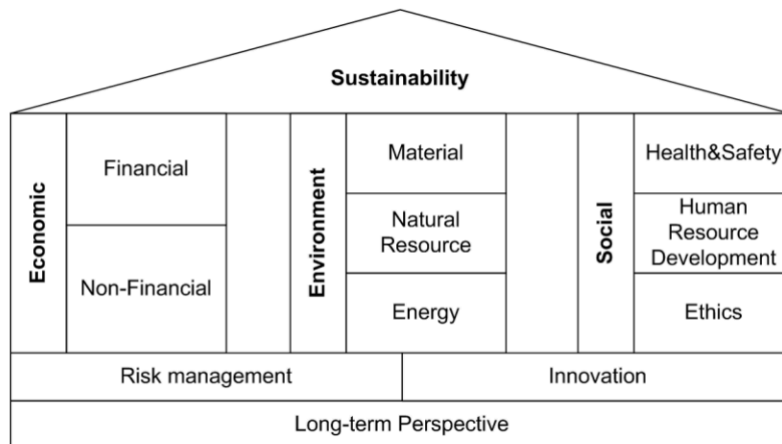 Sustainability
Economic
Financial
Non-Financial
Environment
Material
Natural
Resource
Energy
Social
Health&Safety
Human
Resource
Development
Ethics
Risk management
Innovation
Long-term Perspective